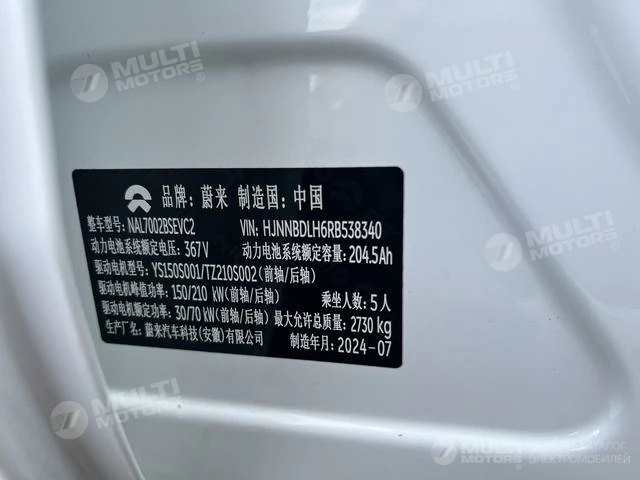 MULTI MOTORS®
MULTI MOTORS®
品牌: 蔚来 制造国: 中国
整车型号: NAL7002BSEVC2 VIN: HJNNBDLH6RB538340
动力电池系统额定电压: 367V 动力电池系统额定容量: 204.5Ah
驱动电机型号: YS150S001/TZ210S002(前轴/后轴)
驱动电机峰值功率: 150/210 kW(前轴/后轴) 乘坐人数: 5人
驱动电机额定功率: 30/70 kW(前轴/后轴) 最大允许总质量: 2730 kg
生产厂名: 蔚来汽车科技(安徽)有限公司 制造年月: 2024-07
MULTI MOTORS
MULTI MOTORS
КАТАЛОГ
ЭЛЕКТРОМОБИЛЕЙ